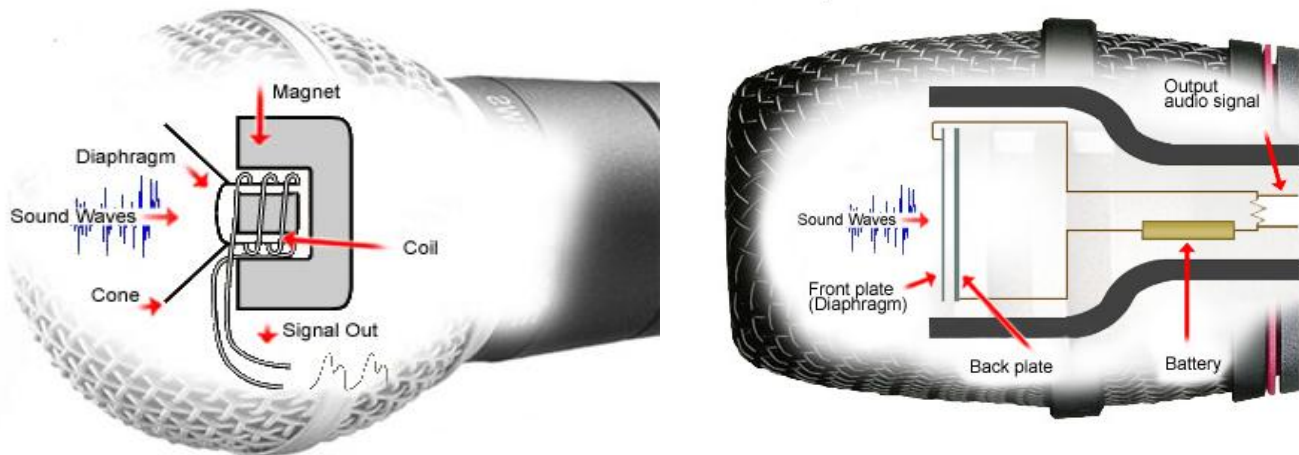 Magnet
Diaphragm
Sound Waves
Coil
Cone
Signal Out
Output
audio signal
Sound Waves
Front plate
(Diaphragm)
Back plate
Battery